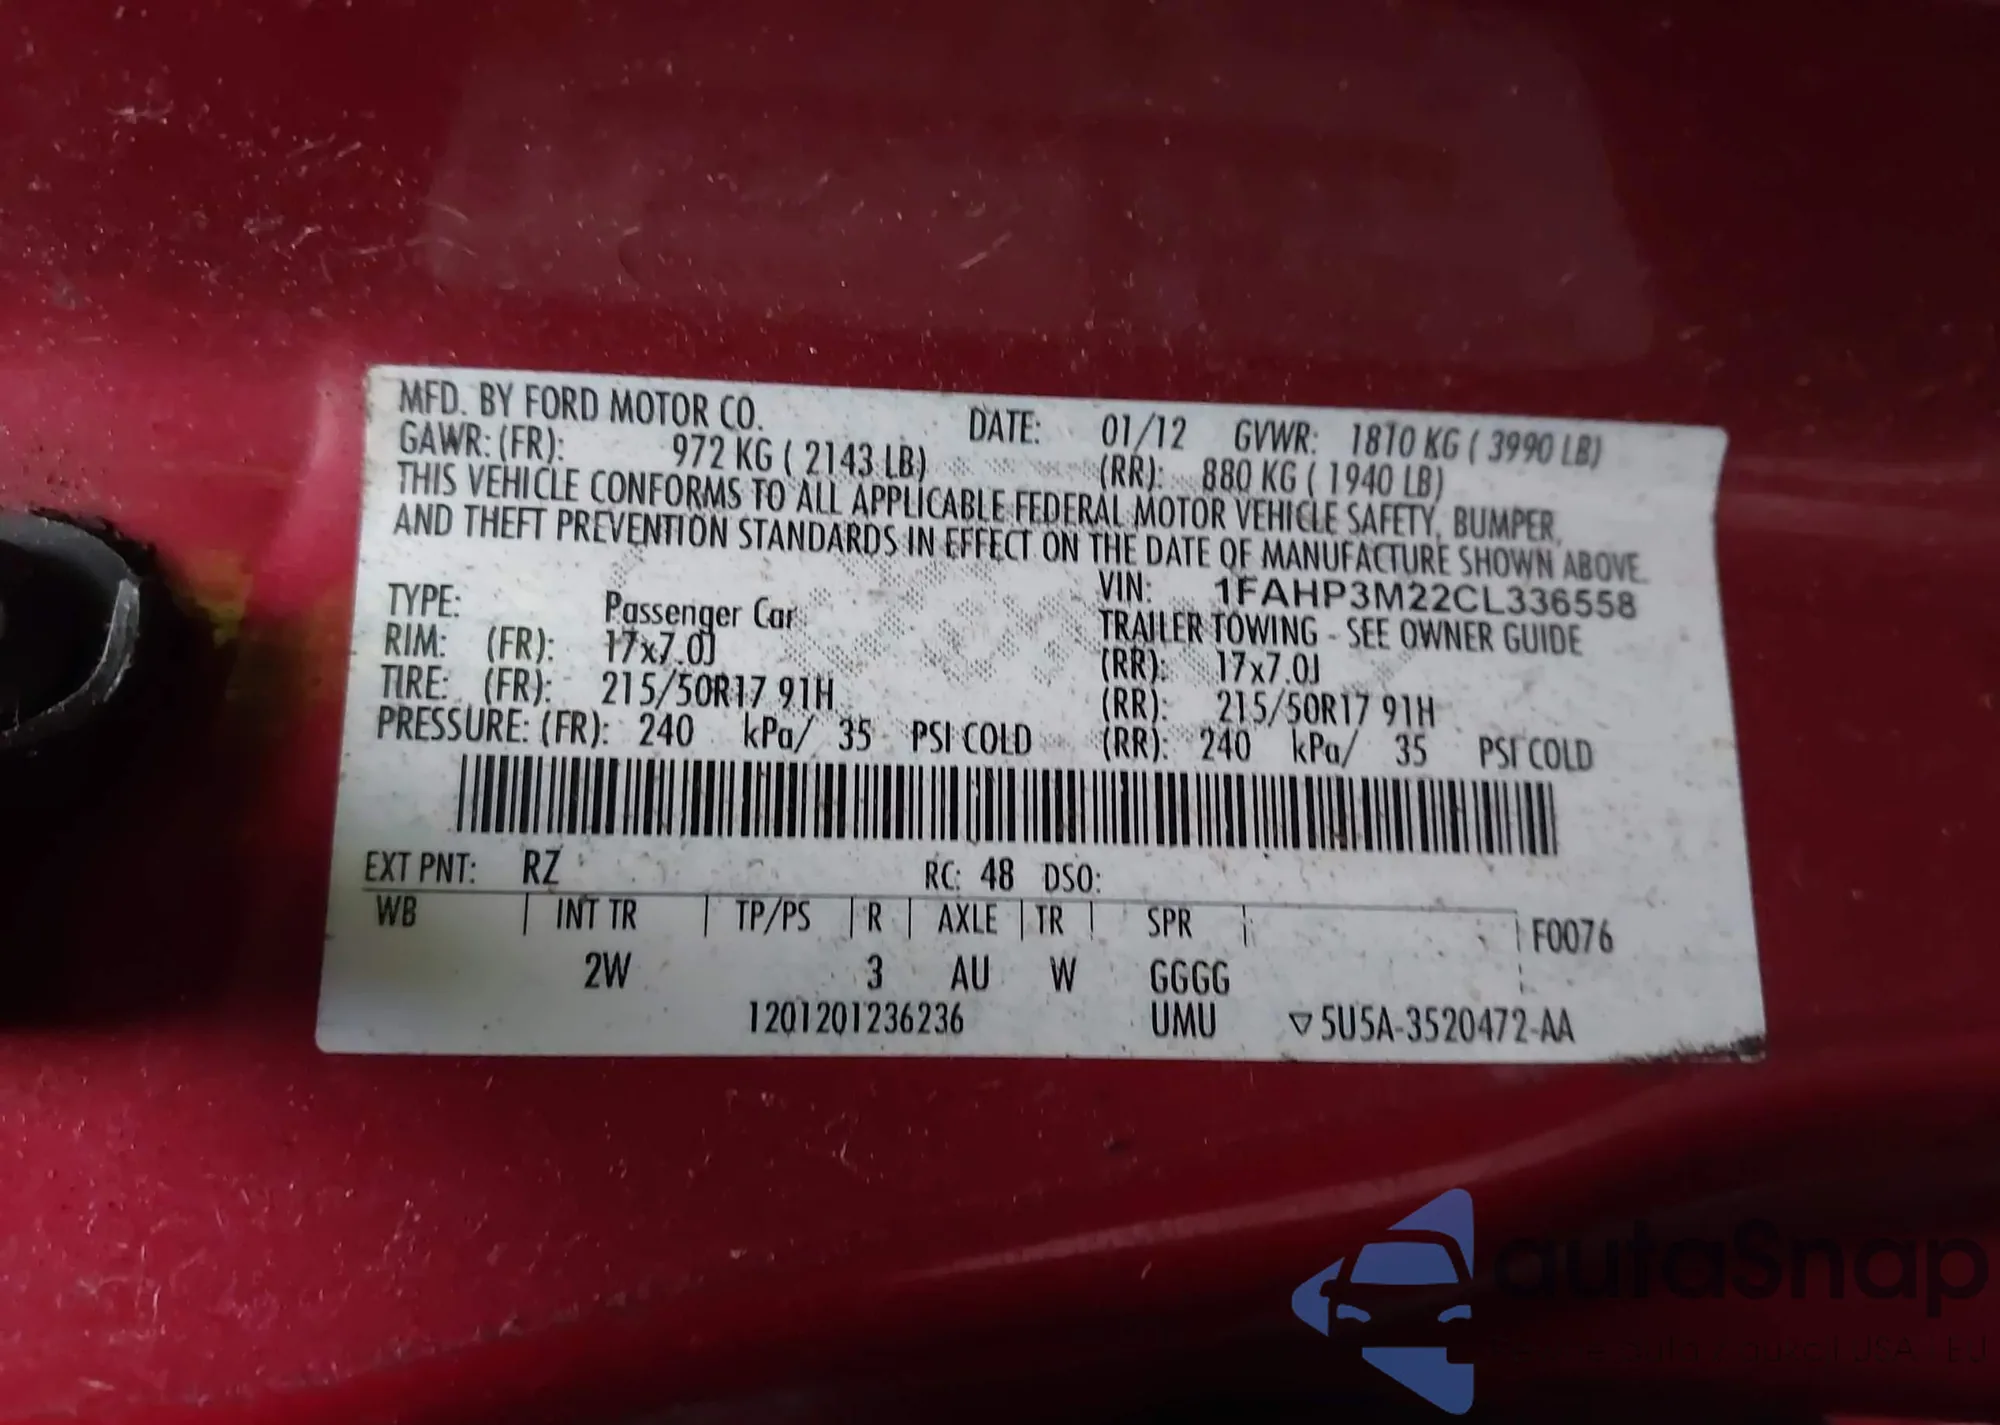 MFD. BY FORD MOTOR CO. DATE: 01/12 GVWR: 1810 KG ( 3990 LB)
GAWR: (FR): 972 KG ( 2143 LB) (RR): 880 KG ( 1940 LB)
THIS VEHICLE CONFORMS TO ALL APPLICABLE FEDERAL MOTOR VEHICLE SAFETY, BUMPER,
AND THEFT PREVENTION STANDARDS IN EFFECT ON THE DATE OF MANUFACTURE SHOWN ABOVE.
VIN: 1FAHP3M22CL336558
TYPE: Passenger Car TRAILER TOWING - SEE OWNER GUIDE
RIM: (FR): 17x7.0J (RR): 17x7.0J
TIRE: (FR): 215/50R17 91H (RR): 215/50R17 91H
PRESSURE: (FR): 240 kPa/ 35 PSI COLD (RR): 240 kPa/ 35 PSI COLD
EXT PNT: RZ RC: 48 DSO:
WB | INT TR | TP/PS | R | AXLE | TR | SPR | | F0076
2W 3 AU W GGGG
1201201236236 UMU ▽5U5A-3520472-AA
autaSnap